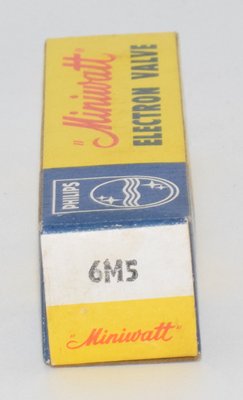 "Miniwatt"
ELECTRON VALVE
PHILIPS
6M5
"Miniwatt"